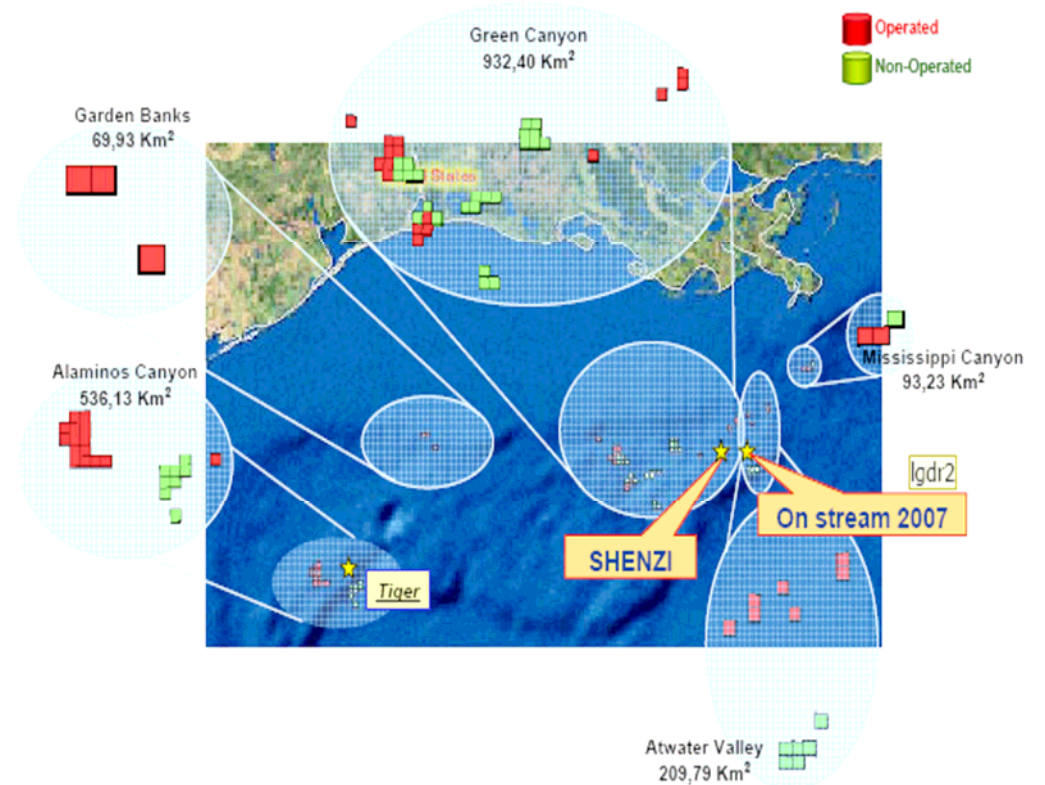 Green Canyon
932,40 Km²
Operated
Non-Operated
Garden Banks
69,93 Km²
States
Mississippi Canyon
93,23 Km²
Alaminos Canyon
536,13 Km²
lgdr2
On stream 2007
SHENZI
Tiger
Atwater Valley
209,79 Km²